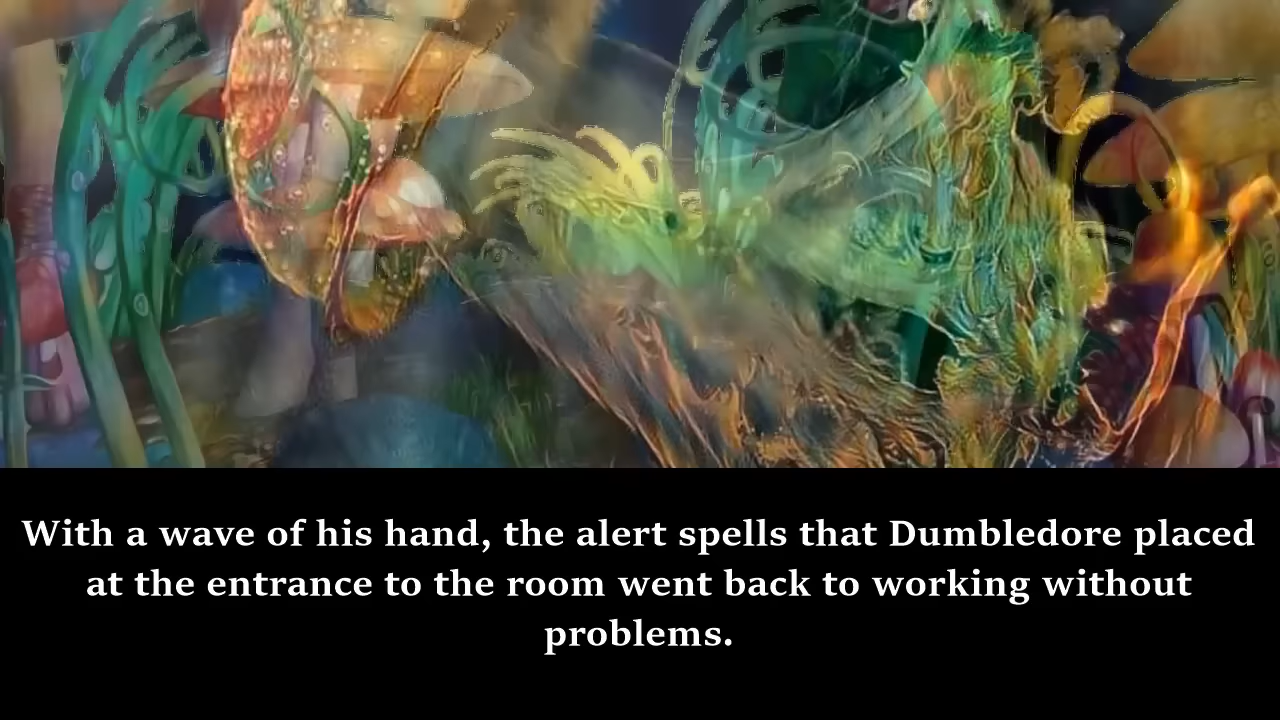 With a wave of his hand, the alert spells that Dumbledore placed
at the entrance to the room went back to working without
problems.